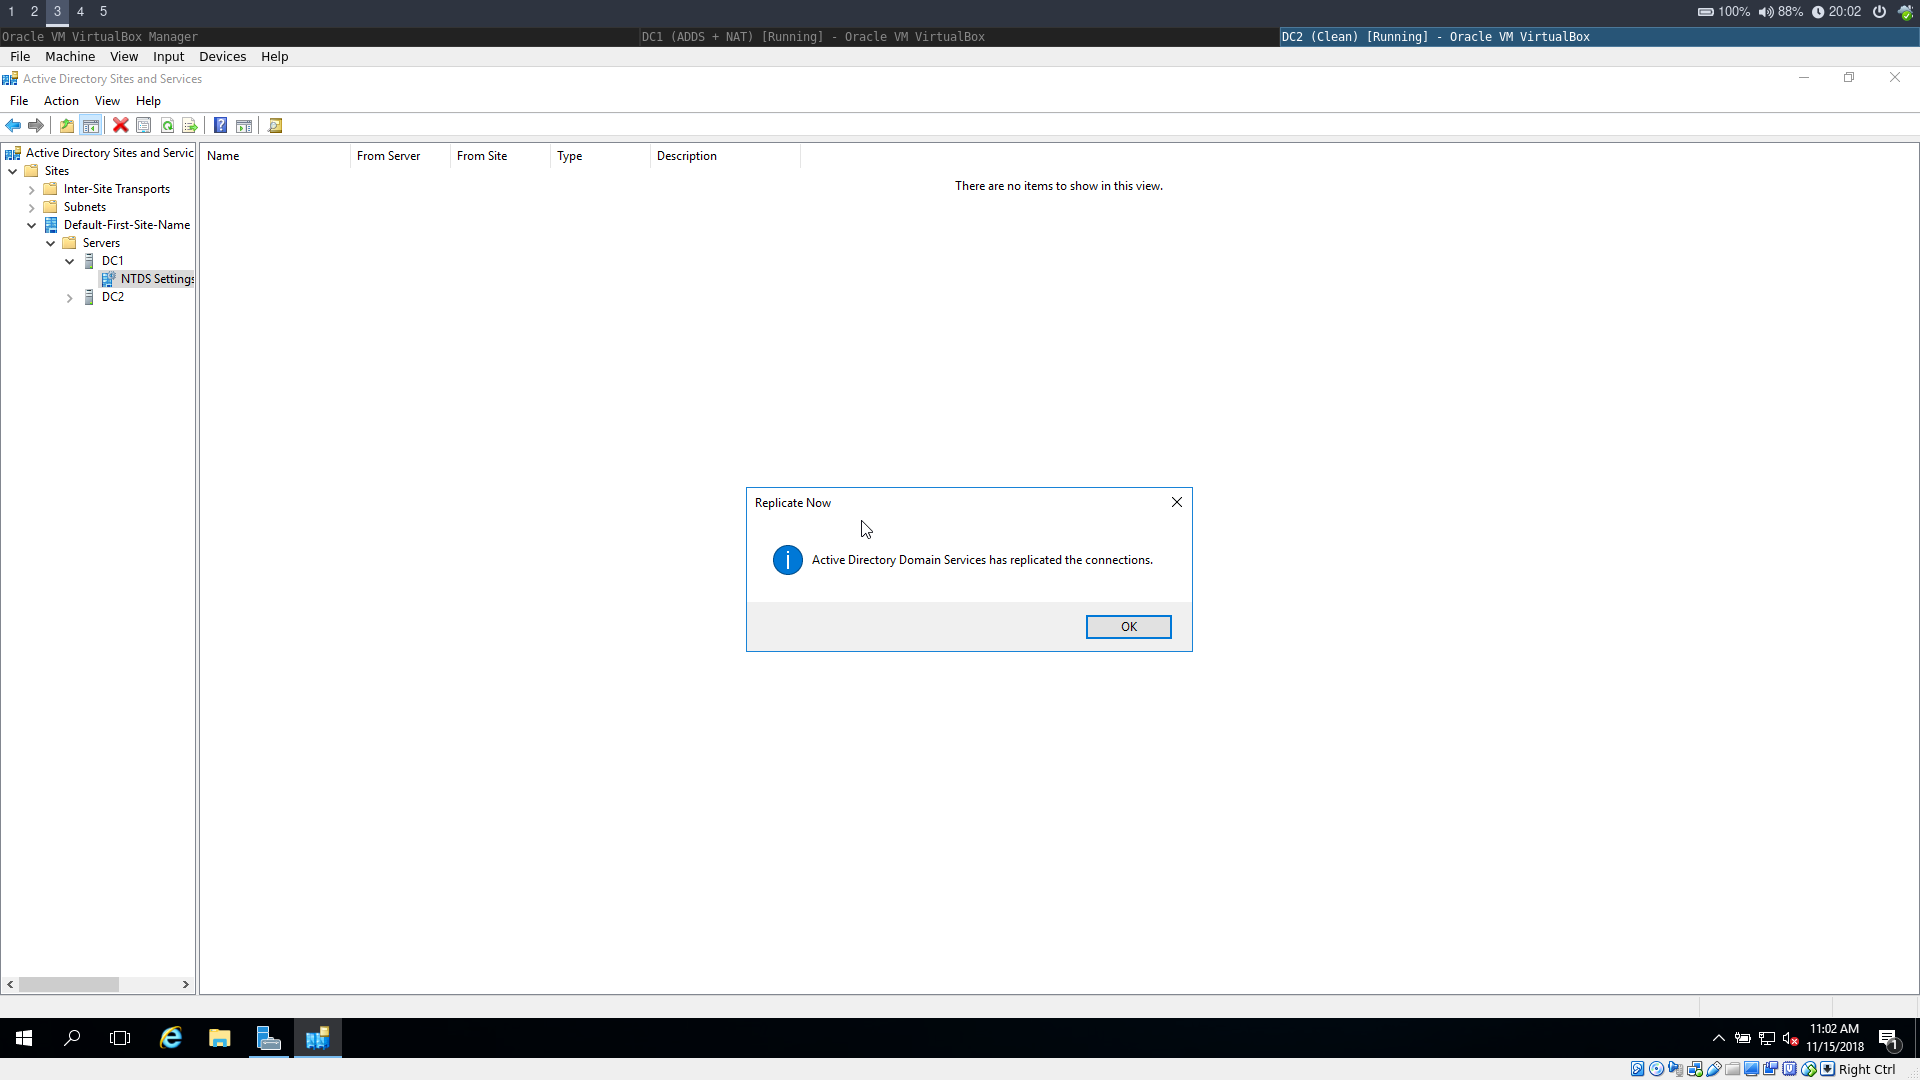 1 2 3 4 5
100% 88% 20:02
Oracle VM VirtualBox Manager
DC1 (ADDS + NAT) [Running] - Oracle VM VirtualBox
DC2 (Clean) [Running] - Oracle VM VirtualBox
File Machine View Input Devices Help
Active Directory Sites and Services
File Action View Help
Active Directory Sites and Servic
Sites
Inter-Site Transports
Subnets
Default-First-Site-Name
Servers
DC1
NTDS Settings
DC2
Name From Server From Site Type Description
There are no items to show in this view.
Replicate Now
Active Directory Domain Services has replicated the connections.
OK
11:02 AM
11/15/2018
1
Right Ctrl